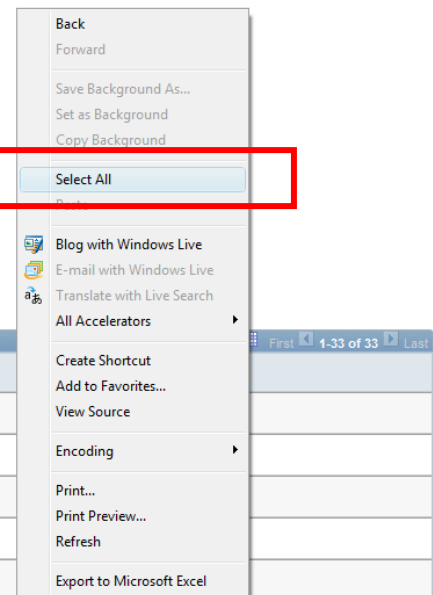 Back
Forward
Save Background As...
Set as Background
Copy Background
Select All
Paste
Blog with Windows Live
E-mail with Windows Live
Translate with Live Search
All Accelerators
First 1-33 of 33 Last
Create Shortcut
Add to Favorites...
View Source
Encoding
Print...
Print Preview...
Refresh
Export to Microsoft Excel